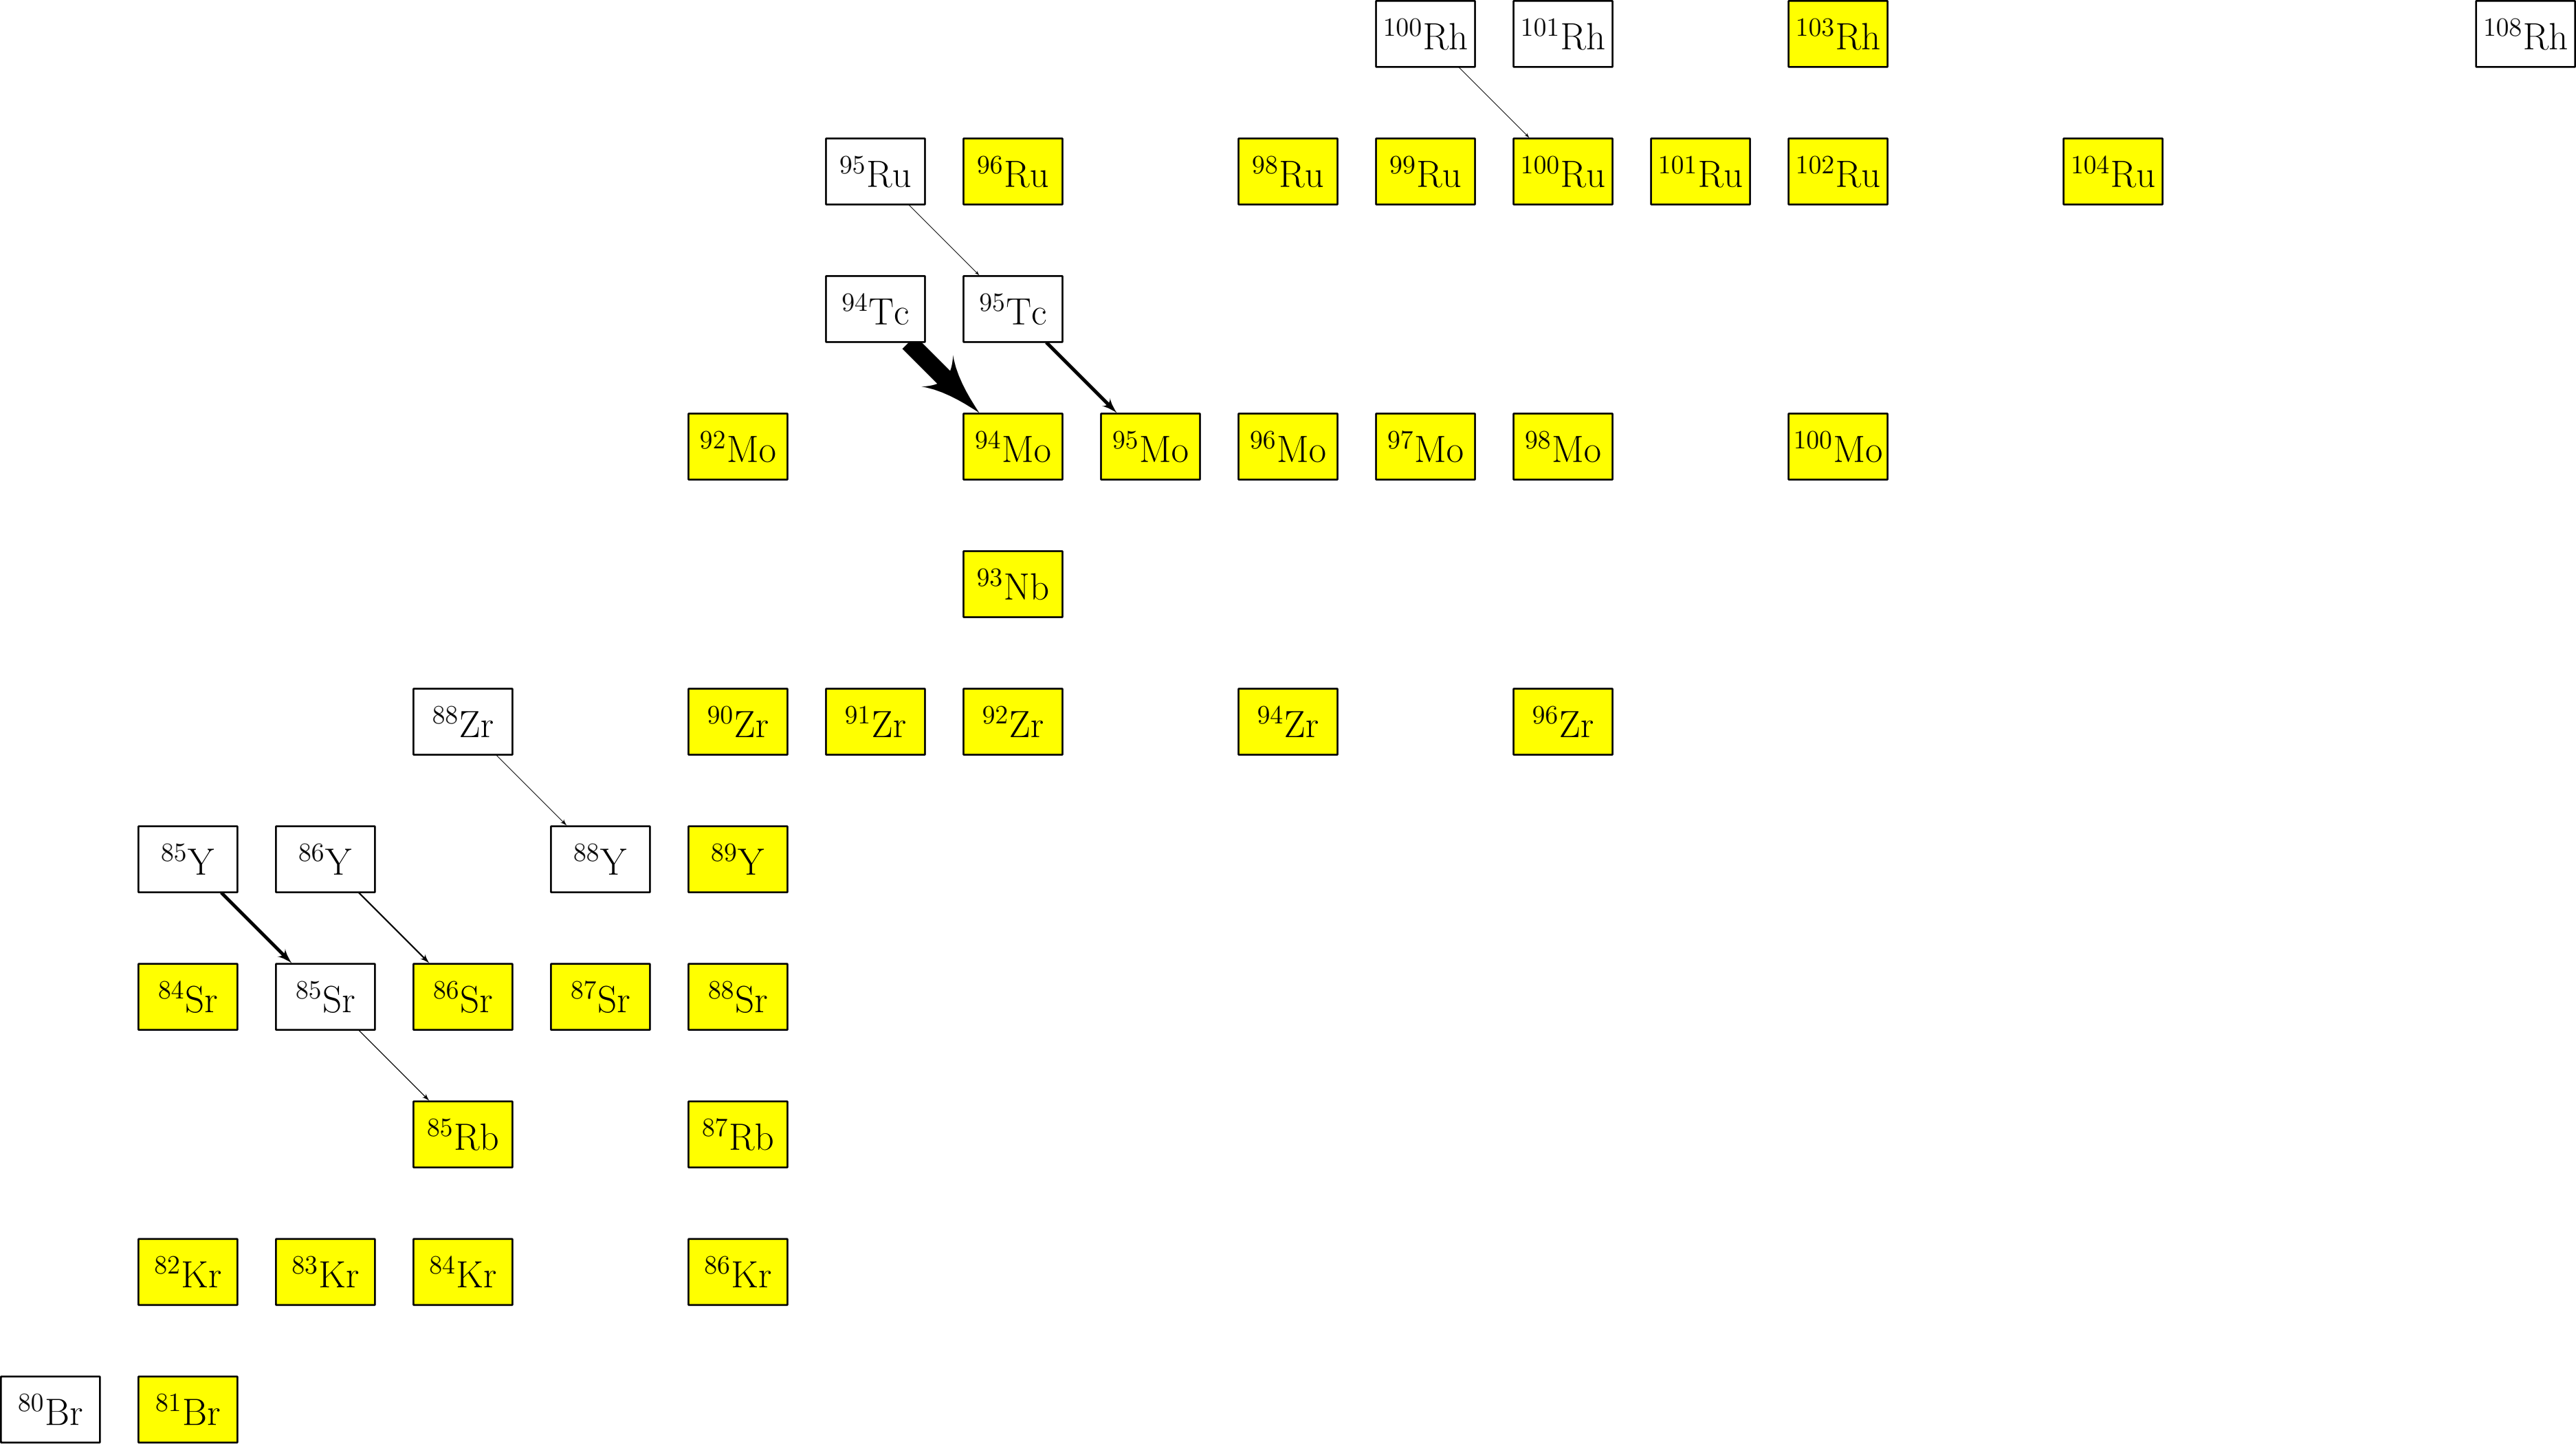 ¹⁰⁰Rh ¹⁰¹Rh ¹⁰³Rh ¹⁰⁸Rh
⁹⁵Ru ⁹⁶Ru ⁹⁸Ru ⁹⁹Ru ¹⁰⁰Ru ¹⁰¹Ru ¹⁰²Ru ¹⁰⁴Ru
⁹⁴Tc ⁹⁵Tc
⁹²Mo ⁹⁴Mo ⁹⁵Mo ⁹⁶Mo ⁹⁷Mo ⁹⁸Mo ¹⁰⁰Mo
⁹³Nb
⁸⁸Zr ⁹⁰Zr ⁹¹Zr ⁹²Zr ⁹⁴Zr ⁹⁶Zr
⁸⁵Y ⁸⁶Y ⁸⁸Y ⁸⁹Y
⁸⁴Sr ⁸⁵Sr ⁸⁶Sr ⁸⁷Sr ⁸⁸Sr
⁸⁵Rb ⁸⁷Rb
⁸²Kr ⁸³Kr ⁸⁴Kr ⁸⁶Kr
⁸⁰Br ⁸¹Br